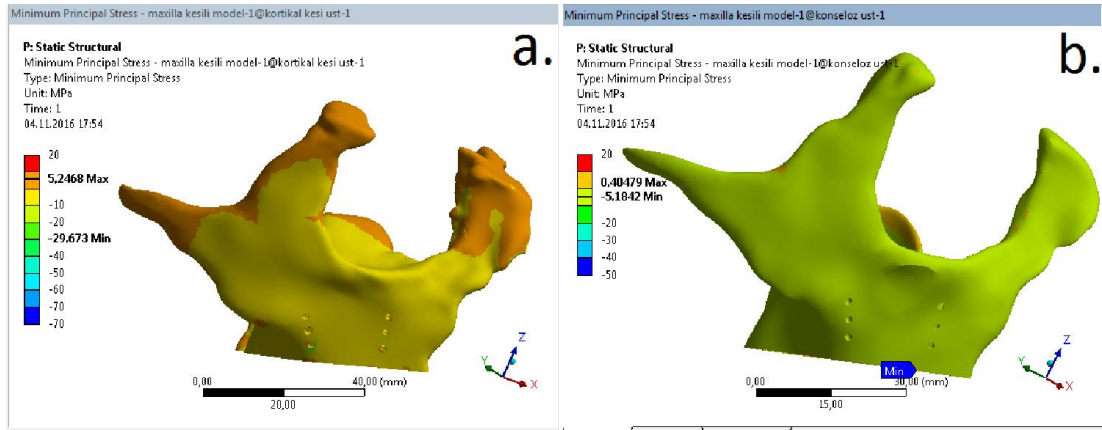 Minimum Principal Stress - maxilla kesili model-1@kortikal kesi ust-1
a.
P: Static Structural
Minimum Principal Stress - maxilla kesili model-1@kortikal kesi ust-1
Type: Minimum Principal Stress
Unit: MPa
Time: 1
04.11.2016 17:54
20
5,2468 Max
-10
-20
-29.673 Min
-30
-40
-50
-60
-70
-70
0,00
40,00 (mm)
20,00
Z
Y
X
Minimum Principal Stress - maxilla kesili model-1@konseloz ust-1
b.
P: Static Structural
Minimum Principal Stress - maxilla kesili model-1@konseloz ust-1
Type: Minimum Principal Stress
Unit: MPa
Time: 1
04.11.2016 17:54
20
0,40479 Max
-5.1842 Min
-20
-30
-40
-50
Min
0,00
30,00 (mm)
15,00
Z
Y
X